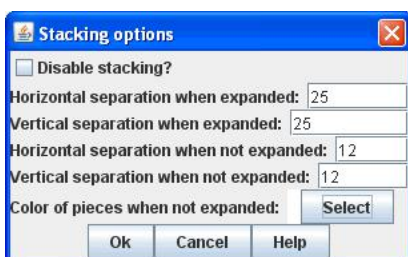 Stacking options
Disable stacking?
Horizontal separation when expanded: 25
Vertical separation when expanded: 25
Horizontal separation when not expanded: 12
Vertical separation when not expanded: 12
Color of pieces when not expanded: Select
Ok Cancel Help